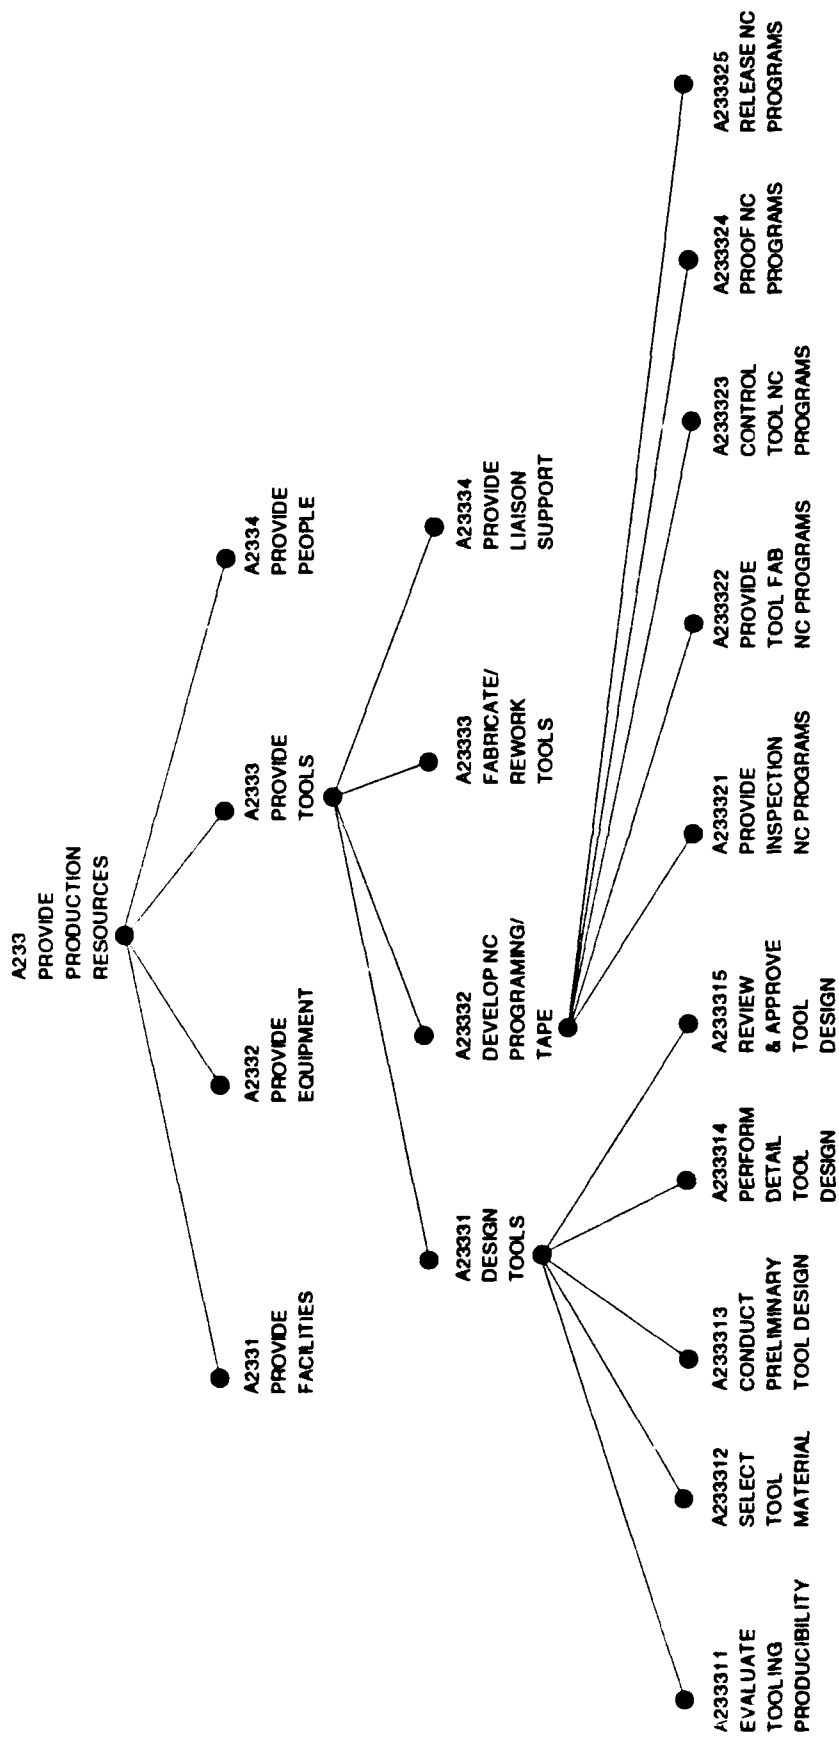 A233
PROVIDE
PRODUCTION
RESOURCES
A2331
PROVIDE
FACILITIES
A2332
PROVIDE
EQUIPMENT
A2333
PROVIDE
TOOLS
A2334
PROVIDE
PEOPLE
A23331
DESIGN
TOOLS
A23332
DEVELOP NC
PROGRAMING/
TAPE
A23333
FABRICATE/
REWORK
TOOLS
A23334
PROVIDE
LIAISON
SUPPORT
A233311
EVALUATE
TOOLING
PRODUCIBILITY
A233312
SELECT
TOOL
MATERIAL
A233313
CONDUCT
PRELIMINARY
TOOL DESIGN
A233314
PERFORM
DETAIL
TOOL
DESIGN
A233315
REVIEW
& APPROVE
TOOL
DESIGN
A233321
PROVIDE
INSPECTION
NC PROGRAMS
A233322
PROVIDE
TOOL FAB
NC PROGRAMS
A233323
CONTROL
TOOL NC
PROGRAMS
A233324
PROOF NC
PROGRAMS
A233325
RELEASE NC
PROGRAMS